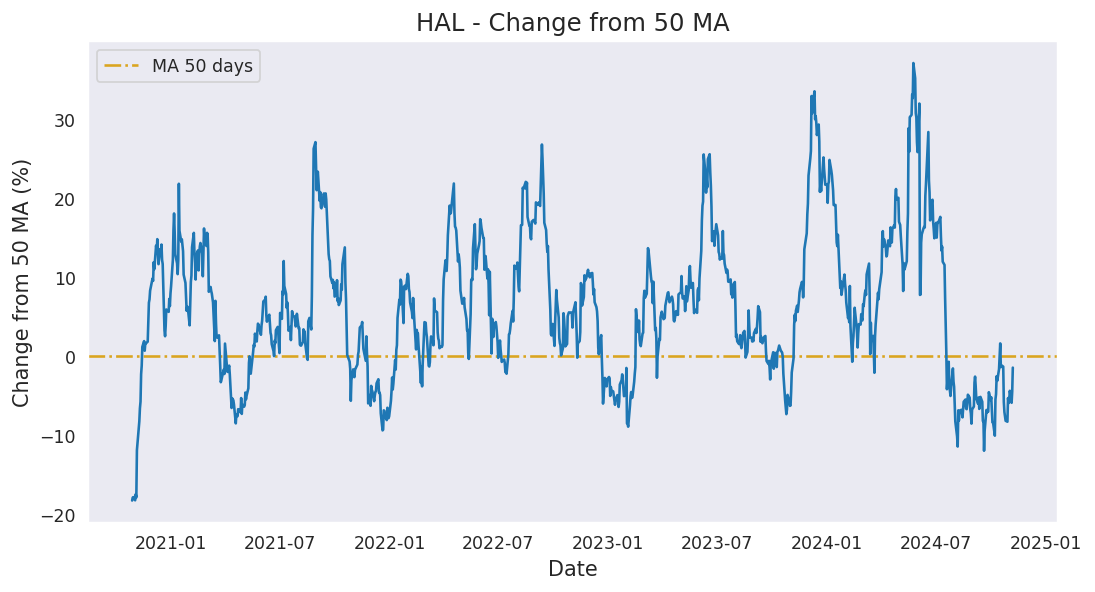 HAL - Change from 50 MA
MA 50 days
Change from 50 MA (%)
30
20
10
0
−10
−20
2021-01 2021-07 2022-01 2022-07 2023-01 2023-07 2024-01 2024-07 2025-01
Date